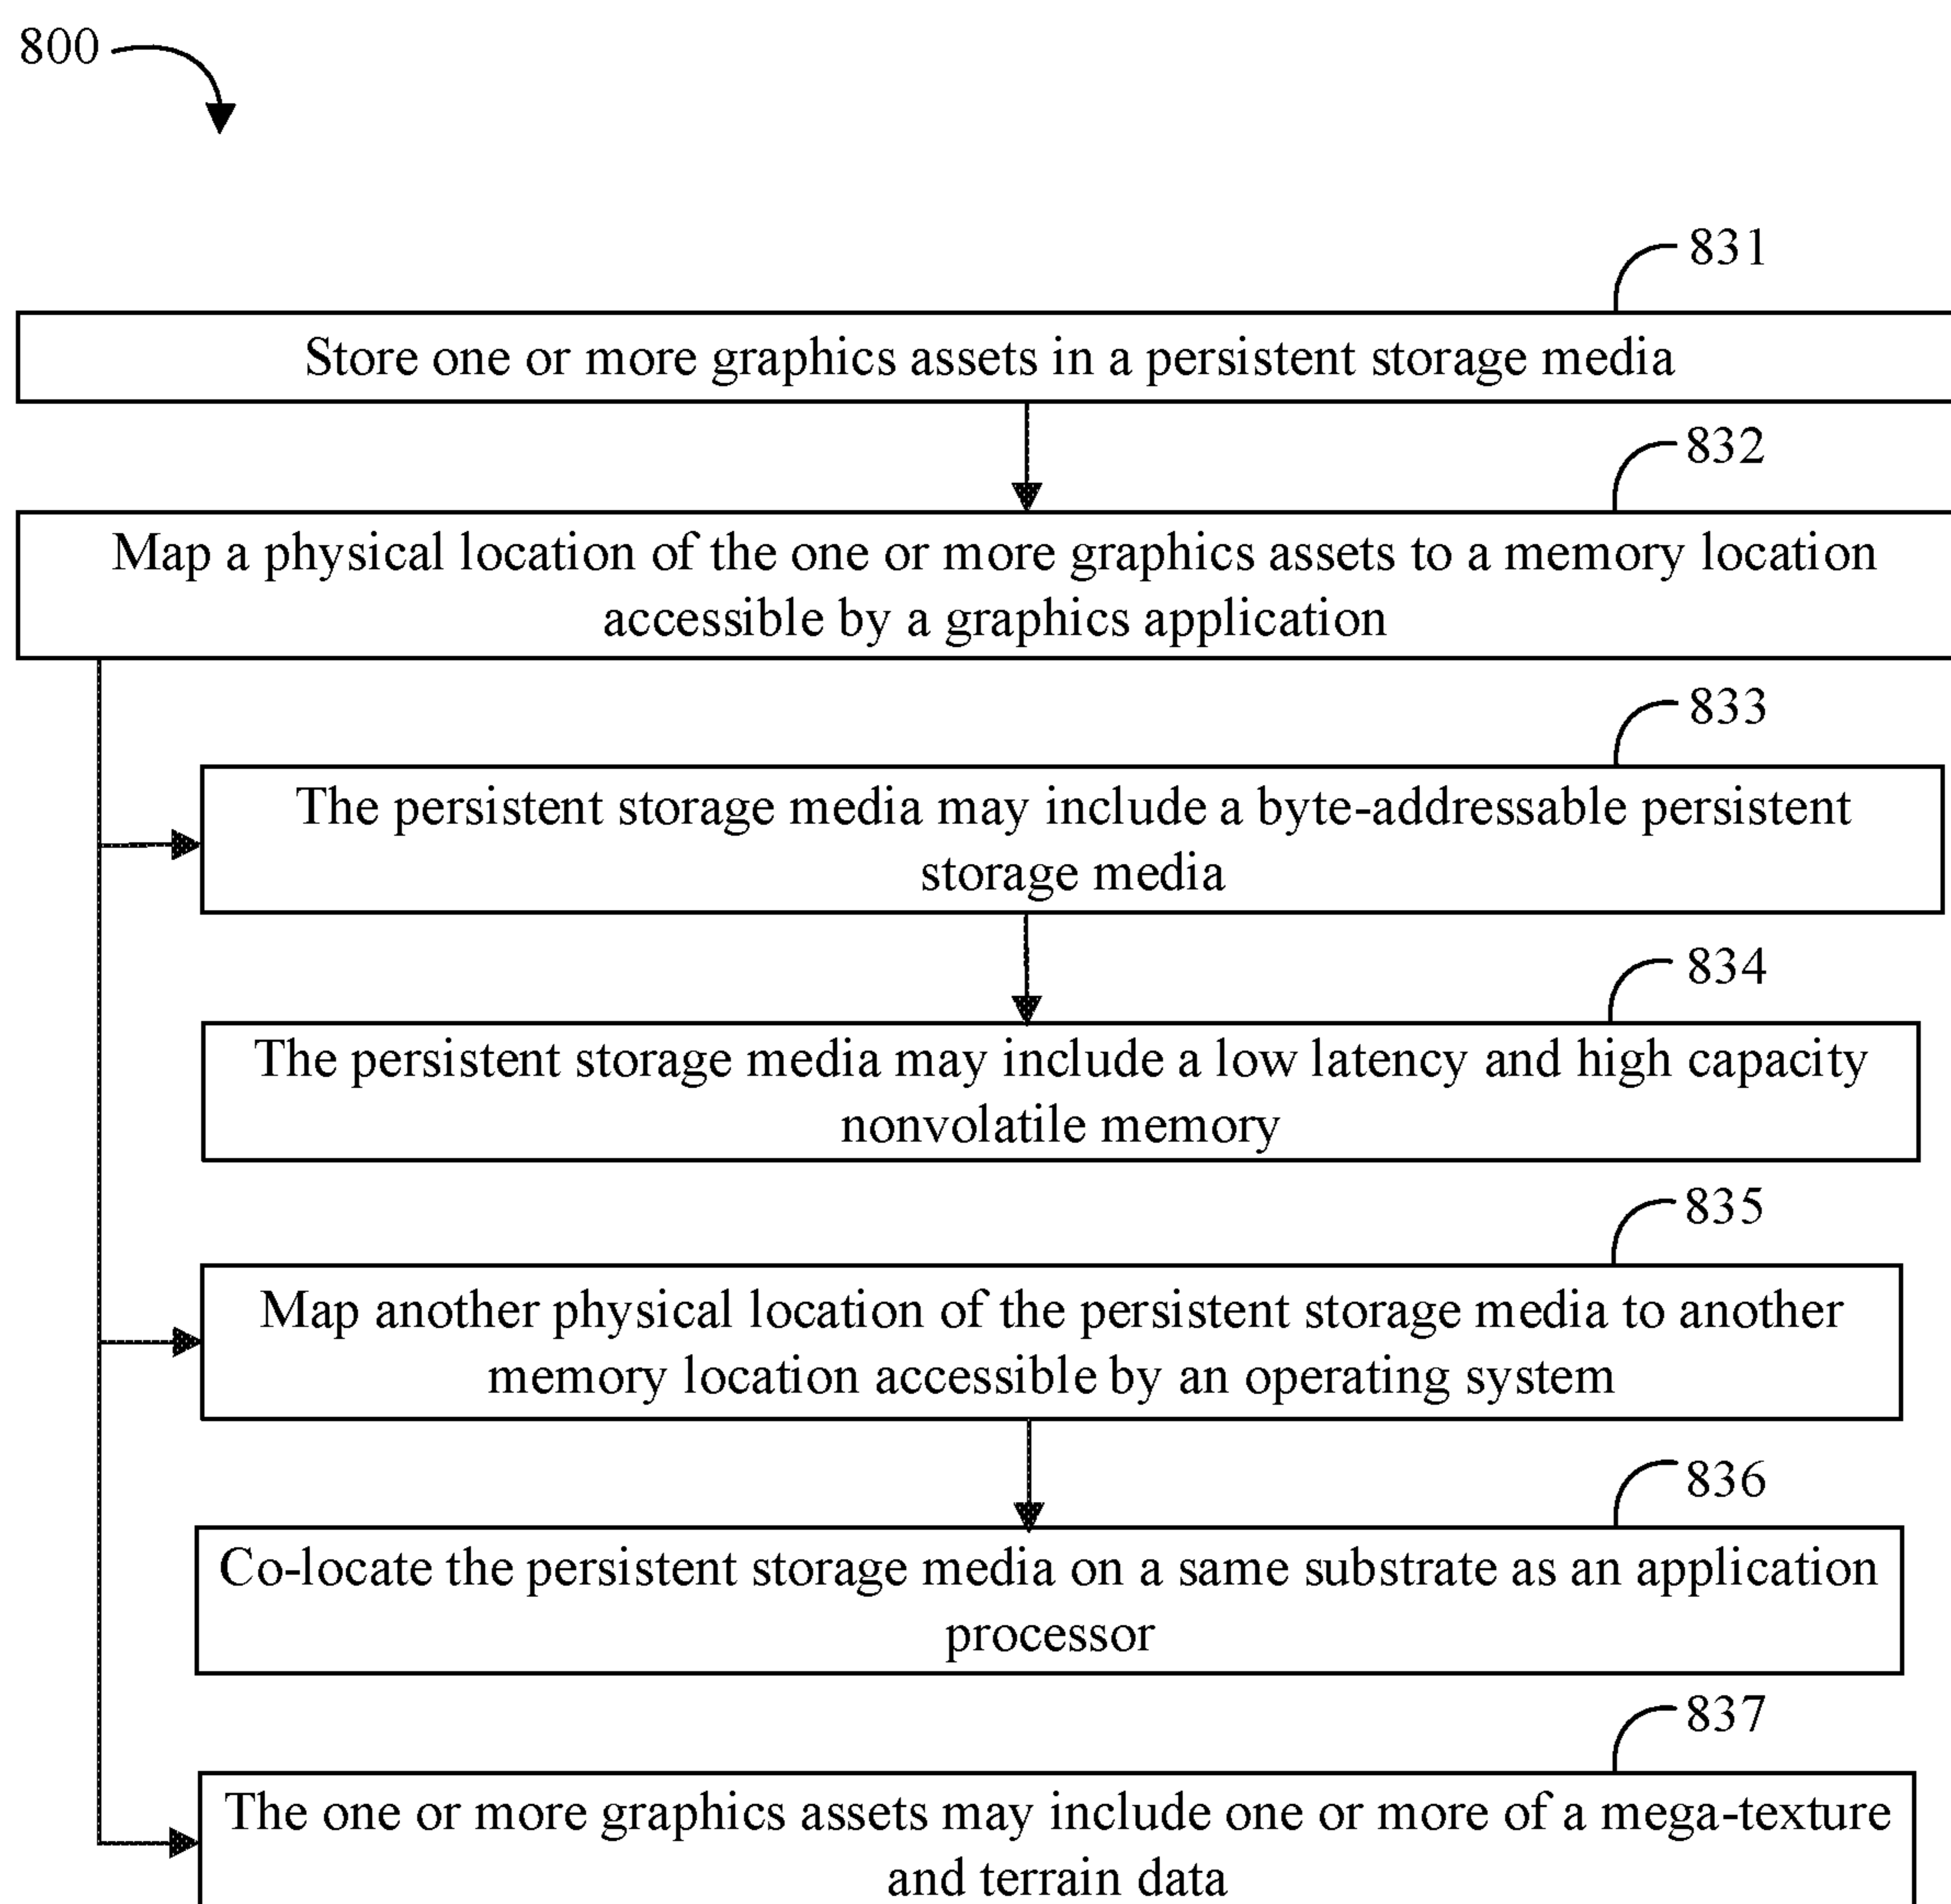 800
831
Store one or more graphics assets in a persistent storage media
832
Map a physical location of the one or more graphics assets to a memory location
accessible by a graphics application
833
The persistent storage media may include a byte-addressable persistent
storage media
834
The persistent storage media may include a low latency and high capacity
nonvolatile memory
835
Map another physical location of the persistent storage media to another
memory location accessible by an operating system
836
Co-locate the persistent storage media on a same substrate as an application
processor
837
The one or more graphics assets may include one or more of a mega-texture
and terrain data